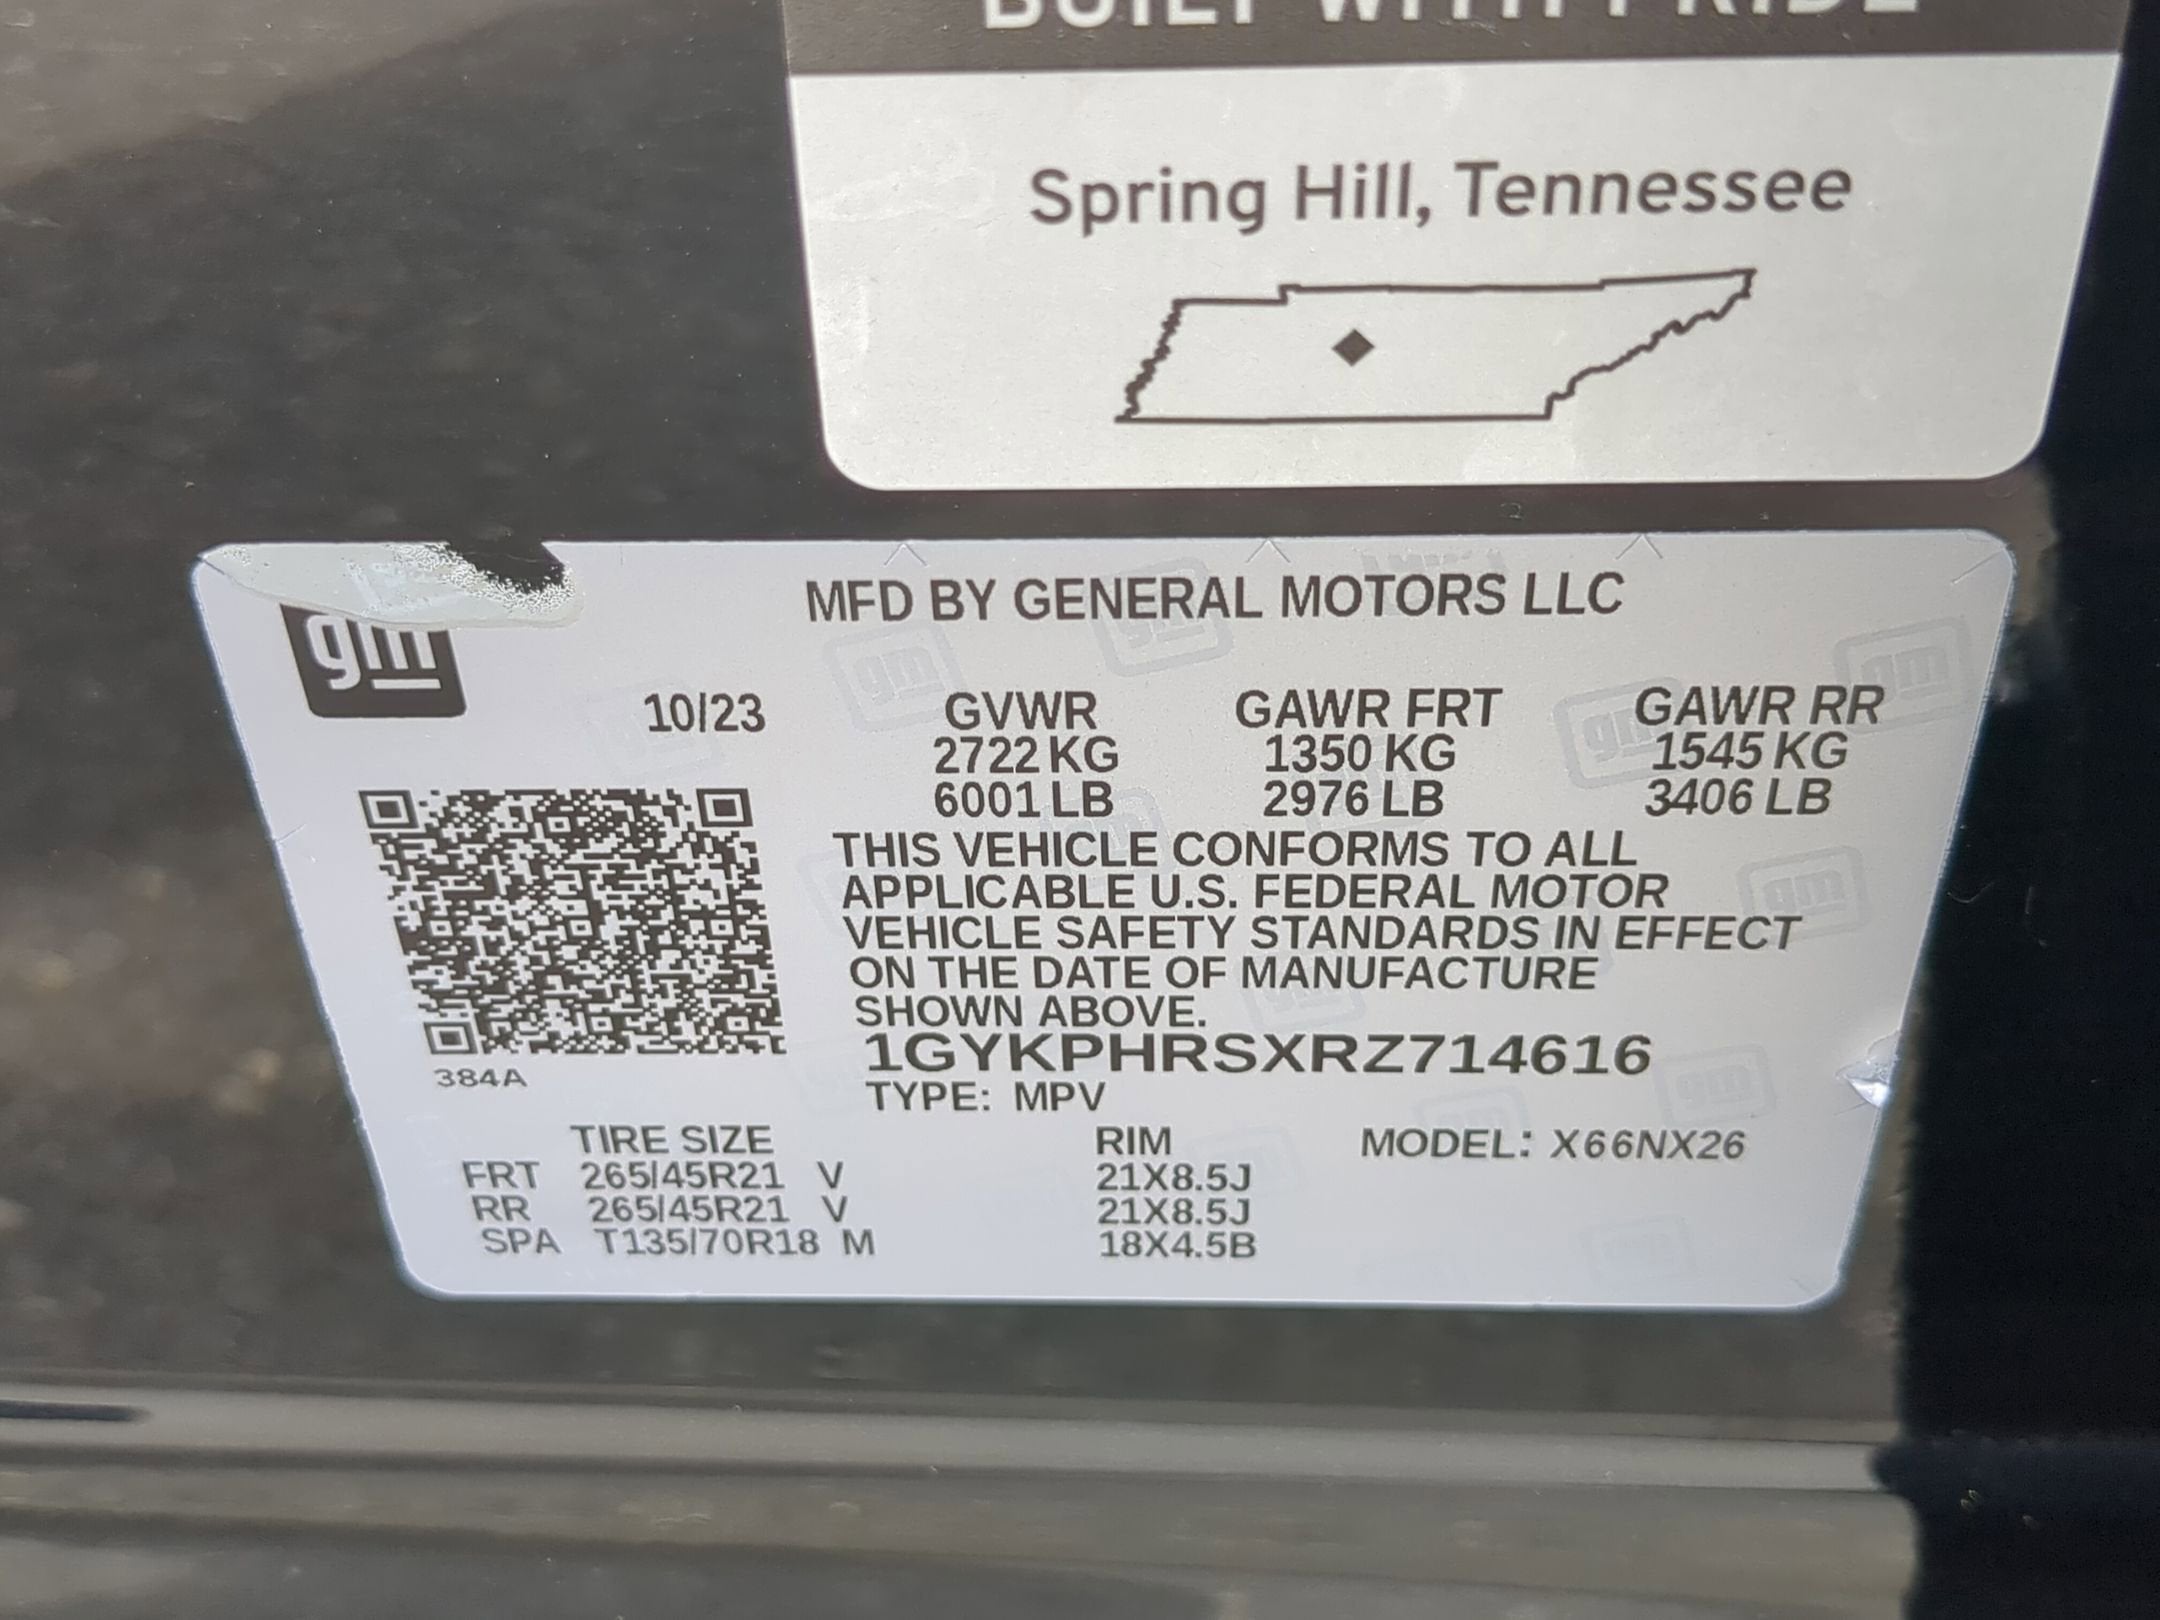 BUILT WITH PRIDE
Spring Hill, Tennessee
gm
MFD BY GENERAL MOTORS LLC
10/23 GVWR GAWR FRT GAWR RR
2722 KG 1350 KG 1545 KG
6001 LB 2976 LB 3406 LB
THIS VEHICLE CONFORMS TO ALL
APPLICABLE U.S. FEDERAL MOTOR
VEHICLE SAFETY STANDARDS IN EFFECT
ON THE DATE OF MANUFACTURE
SHOWN ABOVE.
1GYKPHRSXRZ714616
384A
TYPE: MPV
TIRE SIZE RIM MODEL: X66NX26
FRT 265/45R21 V 21X8.5J
RR 265/45R21 V 21X8.5J
SPA T135/70R18 M 18X4.5B